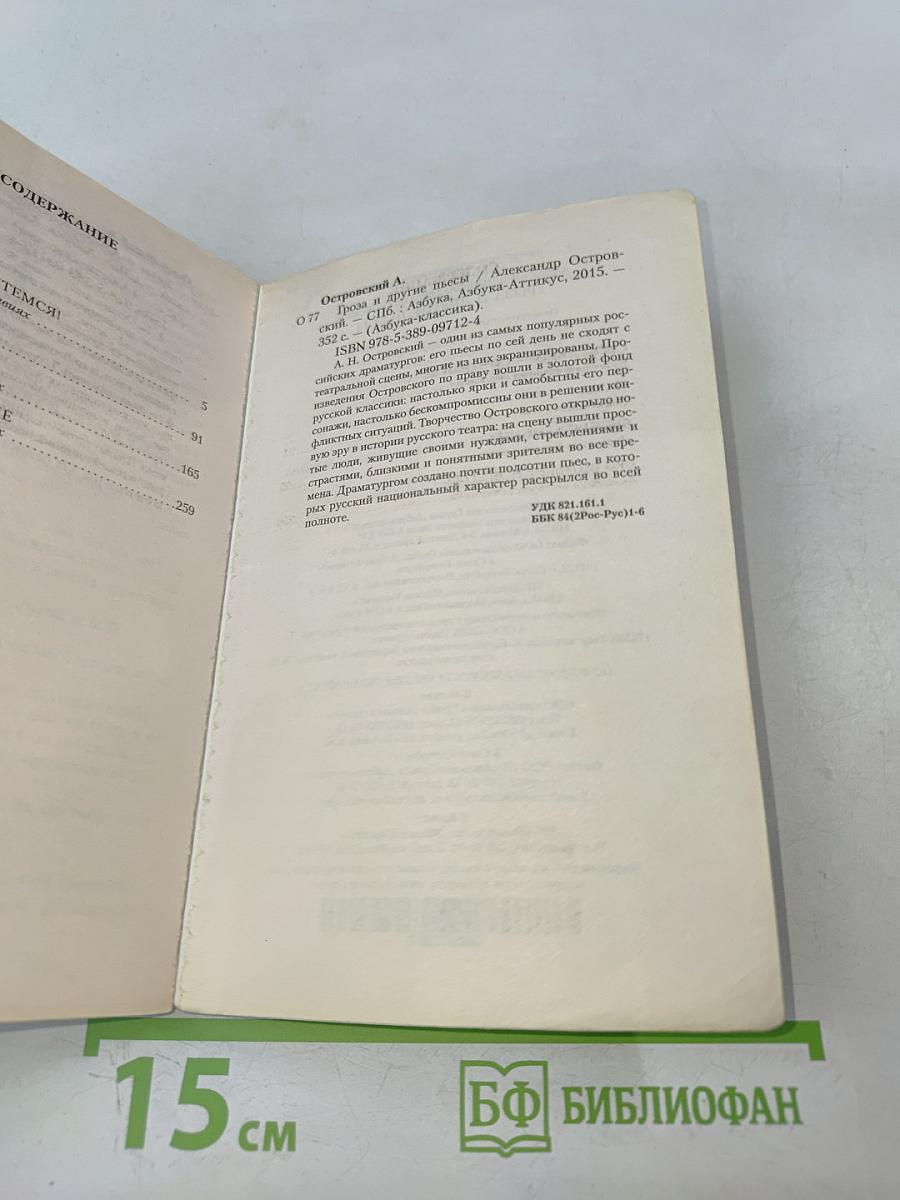 СОДЕРЖАНИЕ
ТЕМСЯ!
виях
5
91
Е
165
259
Островский А.
О 77 Гроза и другие пьесы / Александр Остров-
ский. — СПб. : Азбука, Азбука-Аттикус, 2015. —
352 с. — (Азбука-классика).
ISBN 978-5-389-09712-4
А. Н. Островский — один из самых популярных рос-
сийских драматургов: его пьесы по сей день не сходят с
театральной сцены, многие из них экранизированы. Про-
изведения Островского по праву вошли в золотой фонд
русской классики: настолько ярки и самобытны его пер-
сонажи, настолько бескомпромиссны они в решении кон-
фликтных ситуаций. Творчество Островского открыло но-
вую эру в истории русского театра: на сцену вышли прос-
тые люди, живущие своими нуждами, стремлениями и
страстями, близкими и понятными зрителям во все вре-
мена. Драматургом создано почти полсотни пьес, в кото-
рых русский национальный характер раскрылся во всей
полноте.
УДК 821.161.1
ББК 84(2Рос-Рус)1-6
15 см
БФ БИБЛИОФАН